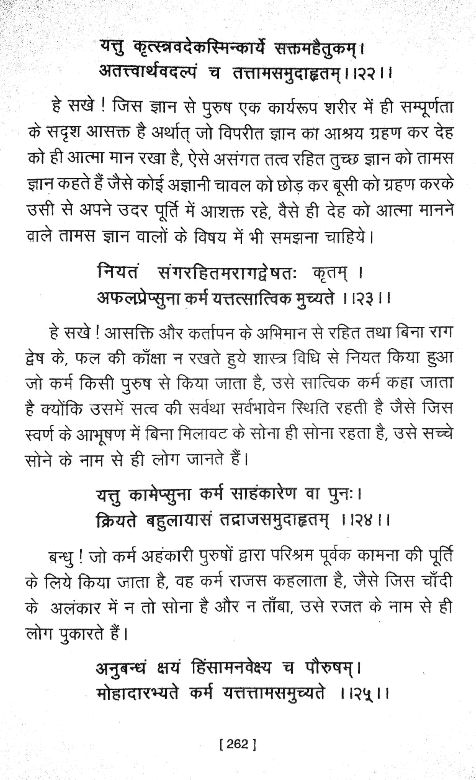 यत्तु कृत्स्नवदेकस्मिन्कार्ये सक्तमहैतुकम्।
अतत्त्वार्थवदल्पं च तत्तामसमुदाहृतम्।।२२।।
हे सखे ! जिस ज्ञान से पुरुष एक कार्यरूप शरीर में ही सम्पूर्णता
के सदृश आसक्त है अर्थात् जो विपरीत ज्ञान का आश्रय ग्रहण कर देह
को ही आत्मा मान रखा है, ऐसे असंगत तत्व रहित तुच्छ ज्ञान को तामस
ज्ञान कहते हैं जैसे कोई अज्ञानी चावल को छोड़ कर बूसी को ग्रहण करके
उसी से अपने उदर पूर्ति में आशक्त रहे, वैसे ही देह को आत्मा मानने
वाले तामस ज्ञान वालों के विषय में भी समझना चाहिये।
नियतं संगरहितमरागद्वेषतः कृतम् ।
अफलप्रेप्सुना कर्म यत्तत्सात्विक मुच्यते ।।२३।।
हे सखे ! आसक्ति और कर्तापन के अभिमान से रहित तथा बिना राग
द्वेष के, फल की काँक्षा न रखते हुये शास्त्र विधि से नियत किया हुआ
जो कर्म किसी पुरुष से किया जाता है, उसे सात्विक कर्म कहा जाता
है क्योंकि उसमें सत्व की सर्वथा सर्वभावेन स्थिति रहती है जैसे जिस
स्वर्ण के आभूषण में बिना मिलावट के सोना ही सोना रहता है, उसे सच्चे
सोने के नाम से ही लोग जानते हैं।
यत्तु कामेप्सुना कर्म साहंकारेण वा पुनः।
क्रियते बहुलायासं तद्राजसमुदाहृतम् ।।२४।।
बन्धु ! जो कर्म अहंकारी पुरुषों द्वारा परिश्रम पूर्वक कामना की पूर्ति
के लिये किया जाता है, वह कर्म राजस कहलाता है, जैसे जिस चाँदी
के अलंकार में न तो सोना है और न ताँबा, उसे रजत के नाम से ही
लोग पुकारते हैं।
अनुबन्धं क्षयं हिंसामनवेक्ष्य च पौरुषम्।
मोहादारभ्यते कर्म यत्तत्तामसमुच्यते ।।२५।।
[ 262 ]